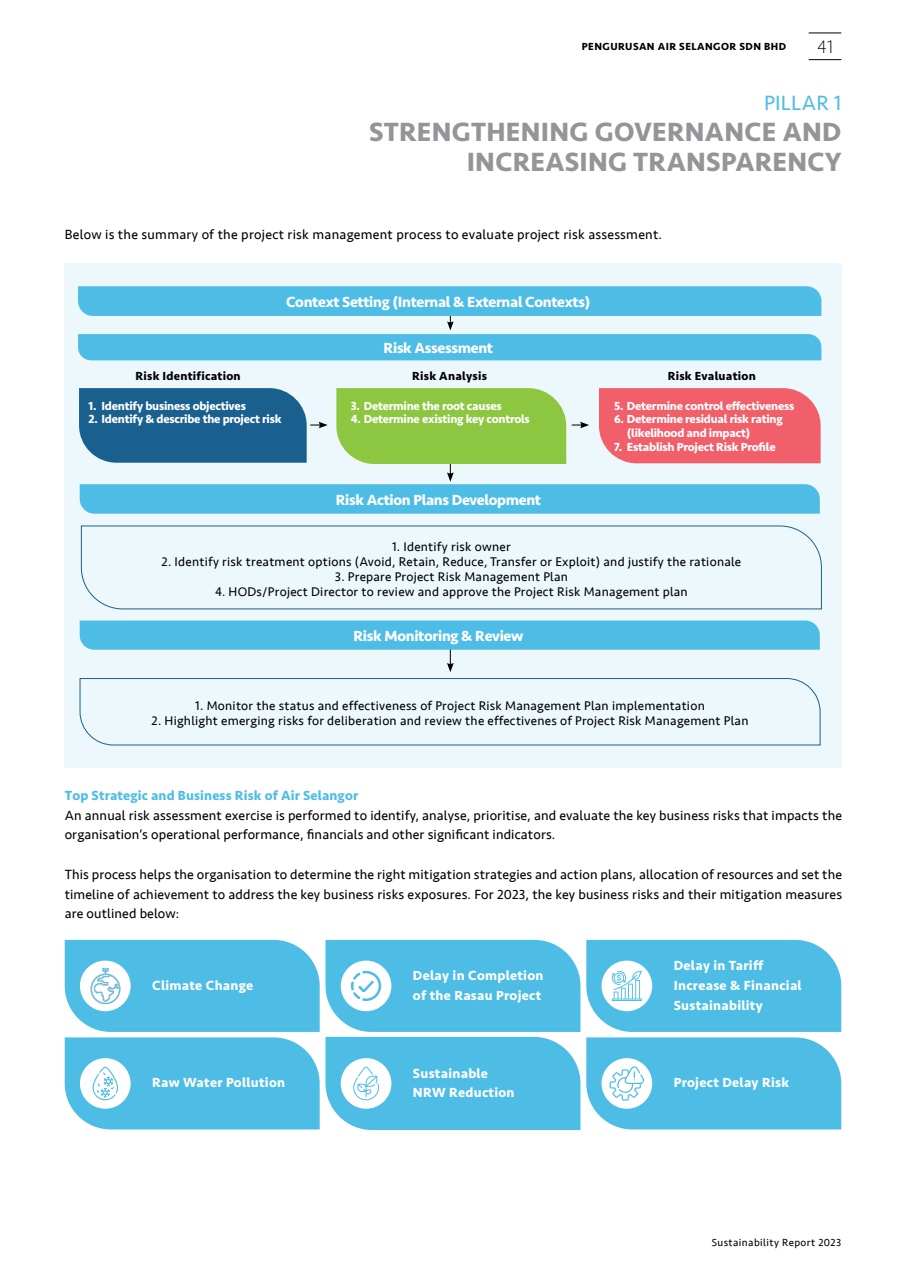 PENGURUSAN AIR SELANGOR SDN BHD
41
PILLAR 1
STRENGTHENING GOVERNANCE AND
INCREASING TRANSPARENCY
Below is the summary of the project risk management process to evaluate project risk assessment.
Context Setting (Internal & External Contexts)
Risk Assessment
Risk Identification
1. Identify business objectives
2. Identify & describe the project risk
Risk Analysis
3. Determine the root causes
4. Determine existing key controls
Risk Evaluation
5. Determine control effectiveness
6. Determine residual risk rating
(likelihood and impact)
7. Establish Project Risk Profile
Risk Action Plans Development
1. Identify risk owner
2. Identify risk treatment options (Avoid, Retain, Reduce, Transfer or Exploit) and justify the rationale
3. Prepare Project Risk Management Plan
4. HODs/Project Director to review and approve the Project Risk Management plan
Risk Monitoring & Review
1. Monitor the status and effectiveness of Project Risk Management Plan implementation
2. Highlight emerging risks for deliberation and review the effectivenes of Project Risk Management Plan
Top Strategic and Business Risk of Air Selangor
An annual risk assessment exercise is performed to identify, analyse, prioritise, and evaluate the key business risks that impacts the
organisation's operational performance, financials and other significant indicators.
This process helps the organisation to determine the right mitigation strategies and action plans, allocation of resources and set the
timeline of achievement to address the key business risks exposures. For 2023, the key business risks and their mitigation measures
are outlined below:
Climate Change
Delay in Completion
of the Rasau Project
Delay in Tariff
Increase & Financial
Sustainability
Raw Water Pollution
Sustainable
NRW Reduction
Project Delay Risk
Sustainability Report 2023